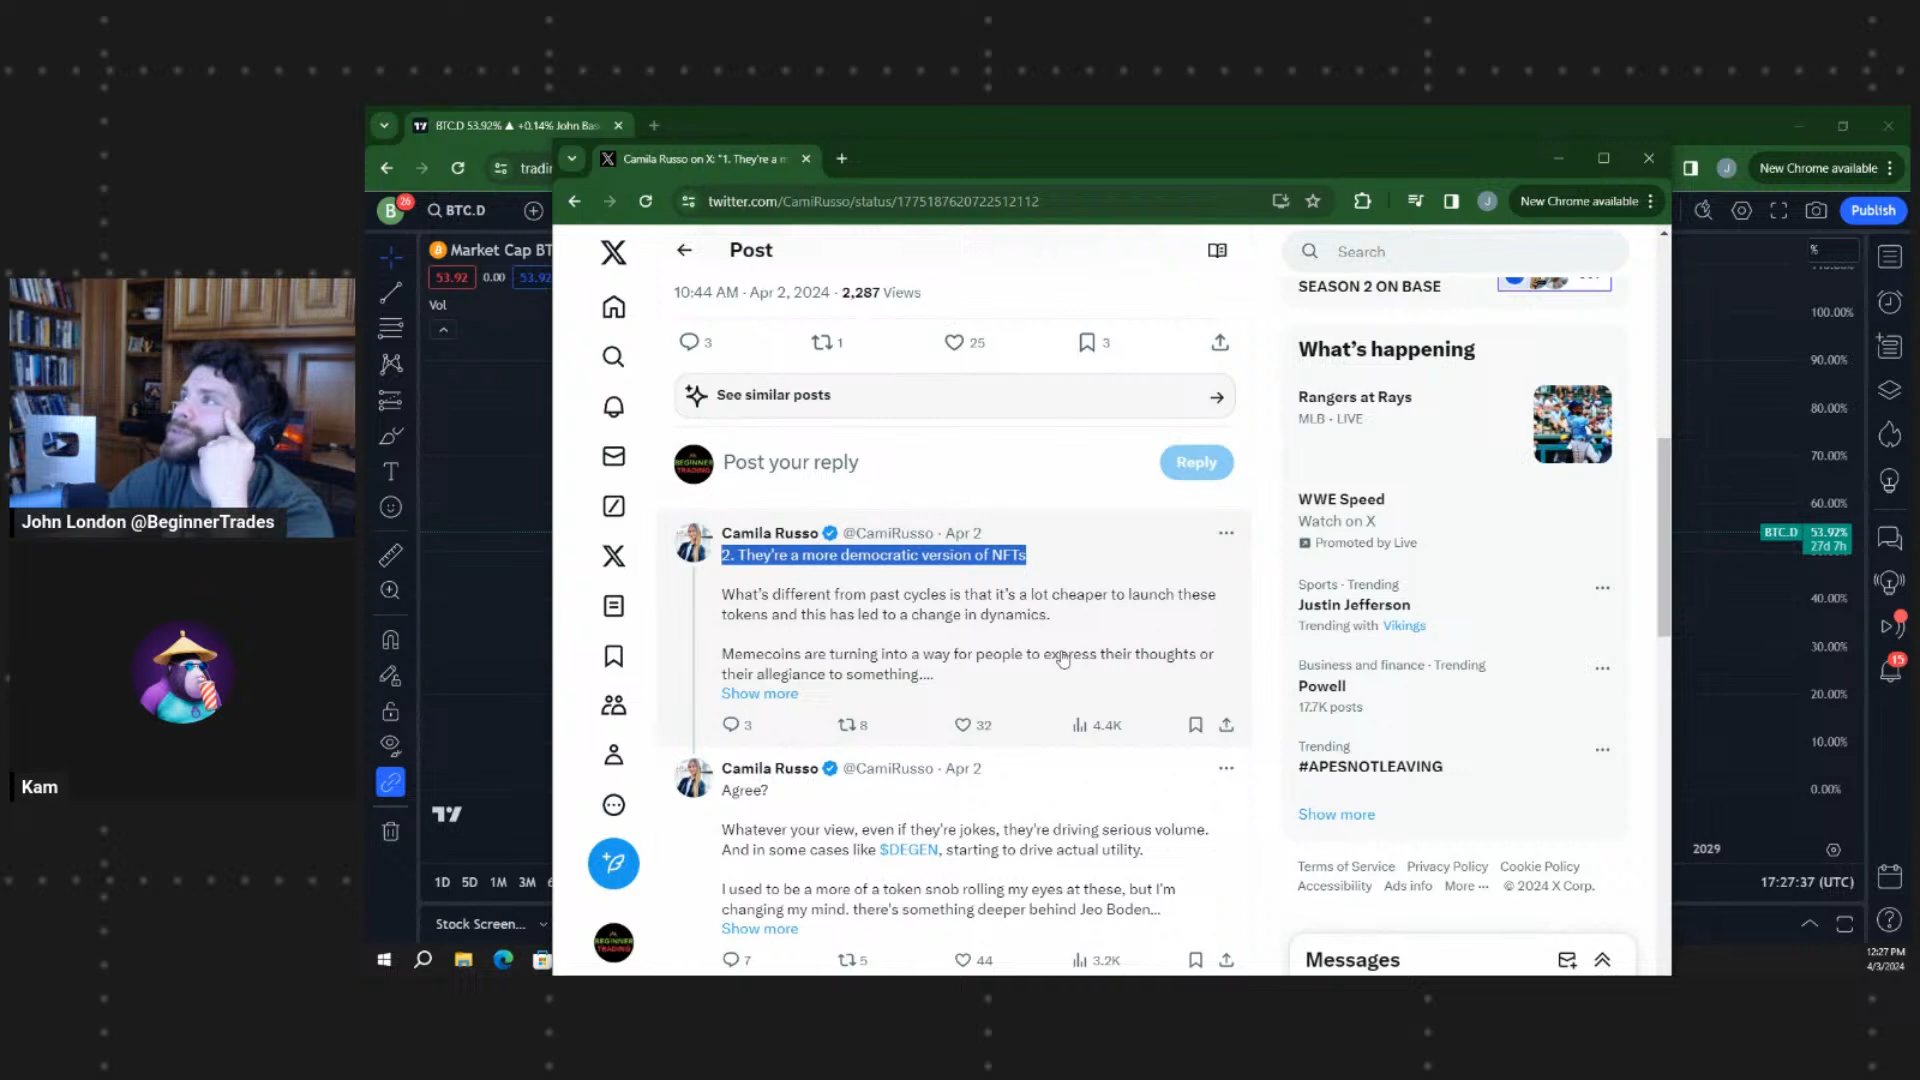 BTC.D 53.92% ▲ +0.14% John Bas
Camila Russo on X: "1. They're a m
tradin
twitter.com/CamiRusso/status/1775187620722512112
New Chrome available
New Chrome available
B
26
BTC.D
Publish
Market Cap BT
53.92
0.00
53.92
Vol
Post
Search
10:44 AM · Apr 2, 2024 · 2,287 Views
SEASON 2 ON BASE
3
1
25
3
See similar posts
Post your reply
Reply
Camila Russo @CamiRusso · Apr 2
2. They're a more democratic version of NFTs
What's different from past cycles is that it's a lot cheaper to launch these
tokens and this has led to a change in dynamics.
Memecoins are turning into a way for people to express their thoughts or
their allegiance to something....
Show more
3
8
32
4.4K
Camila Russo @CamiRusso · Apr 2
Agree?
Whatever your view, even if they're jokes, they're driving serious volume.
And in some cases like $DEGEN, starting to drive actual utility.
I used to be a more of a token snob rolling my eyes at these, but I'm
changing my mind. there's something deeper behind Jeo Boden...
Show more
7
5
44
3.2K
What's happening
Rangers at Rays
MLB · LIVE
WWE Speed
Watch on X
Promoted by Live
Sports · Trending
Justin Jefferson
Trending with Vikings
Business and finance · Trending
Powell
17.7K posts
Trending
#APESNOTLEAVING
Show more
Terms of Service Privacy Policy Cookie Policy
Accessibility Ads info More ··· © 2024 X Corp.
Messages
%
100.00%
90.00%
80.00%
70.00%
60.00%
BTC.D 53.92%
27d 7h
40.00%
30.00%
20.00%
10.00%
0.00%
2029
15
1D 5D 1M 3M 6
17:27:37 (UTC)
Stock Screen...
12:27 PM
4/3/2024
John London @BeginnerTrades
Kam
BEGINNER
TRADING